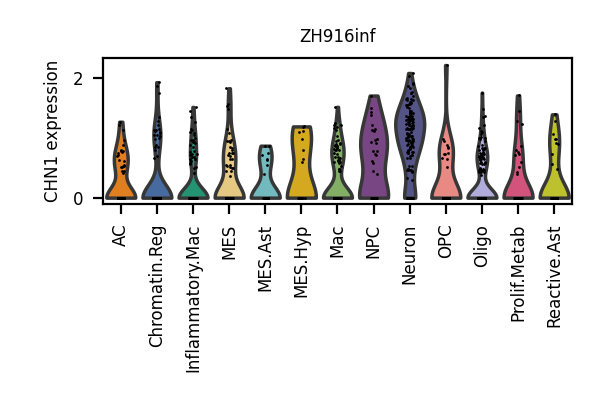 ZH916inf
CHN1 expression
2
0
AC
Chromatin.Reg
Inflammatory.Mac
MES
MES.Ast
MES.Hyp
Mac
NPC
Neuron
OPC
Oligo
Prolif.Metab
Reactive.Ast